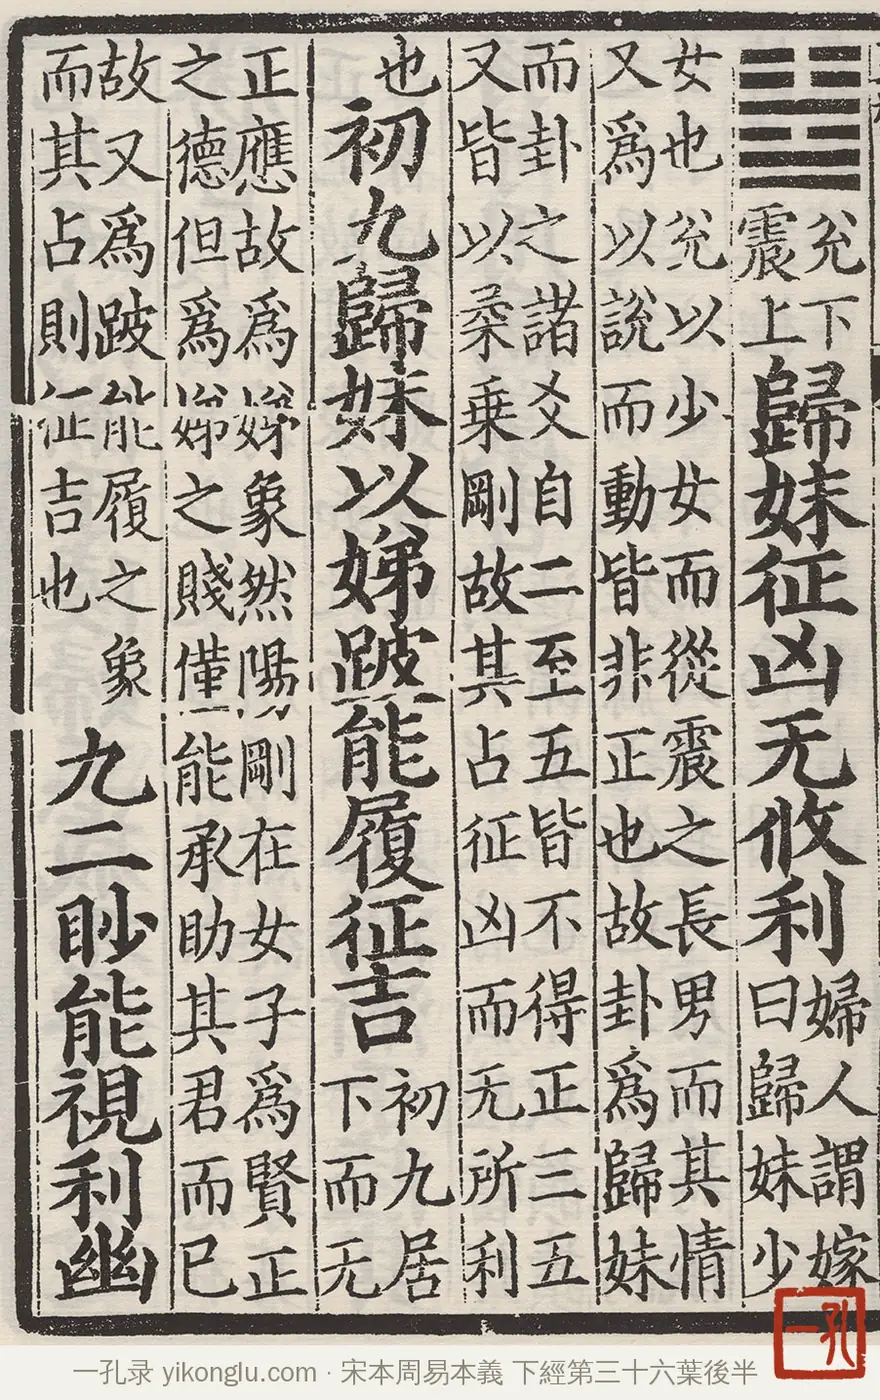 兌下
震上
歸妹征凶无攸利
婦人謂嫁
曰歸妹少
女也兌以少女而從震之長男而其情
又爲以說而動皆非正也故卦爲歸妹
而卦之諸爻自二至五皆不得正三五
又皆以柔乗剛故其占征凶而无所利
也
初九歸妹以娣跛能履征吉
初九居
下而无
正應故爲娣象然陽剛在女子爲賢正
之德但爲娣之賤僅能承助其君而已
故又爲跛能履之象
而其占則征吉也
九二眇能視利幽
一孔
一孔录 yikonglu.com · 宋本周易本義 下經第三十六葉後半